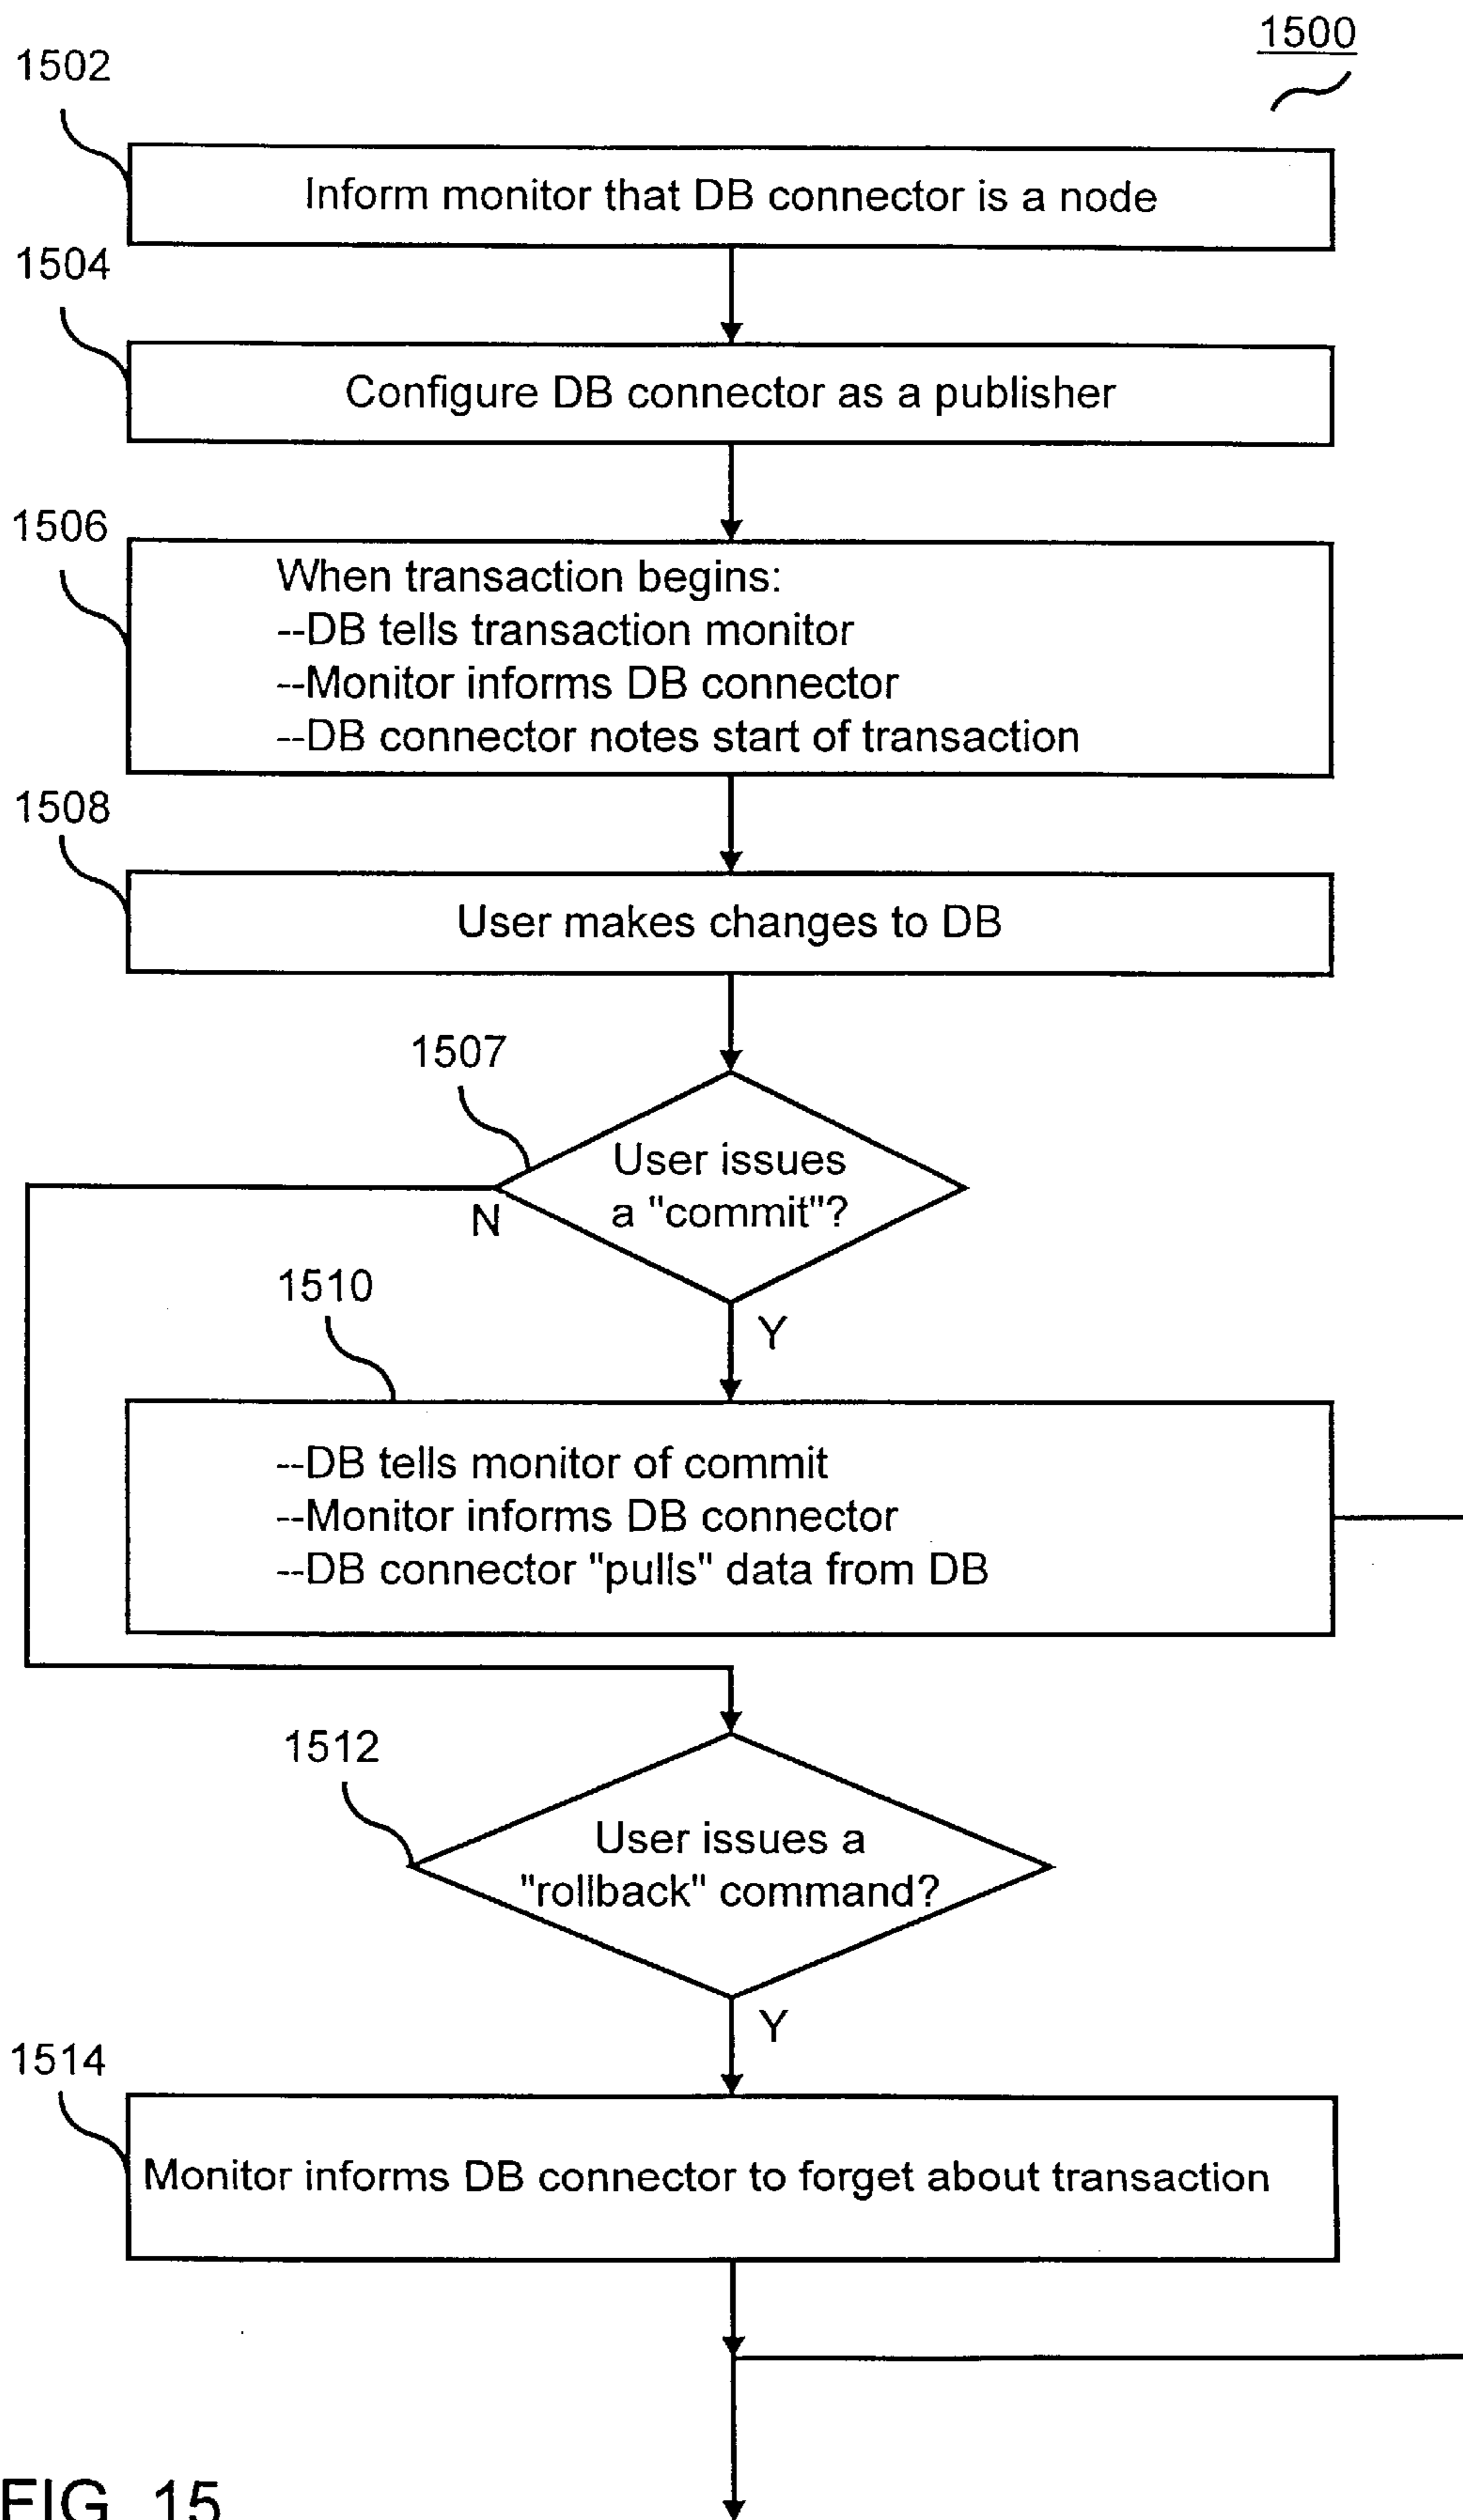 1500
1502
Inform monitor that DB connector is a node
1504
Configure DB connector as a publisher
1506
When transaction begins:
--DB tells transaction monitor
--Monitor informs DB connector
--DB connector notes start of transaction
1508
User makes changes to DB
1507
User issues
a "commit"?
N
Y
1510
--DB tells monitor of commit
--Monitor informs DB connector
--DB connector "pulls" data from DB
1512
User issues a
"rollback" command?
Y
1514
Monitor informs DB connector to forget about transaction
FIG. 15